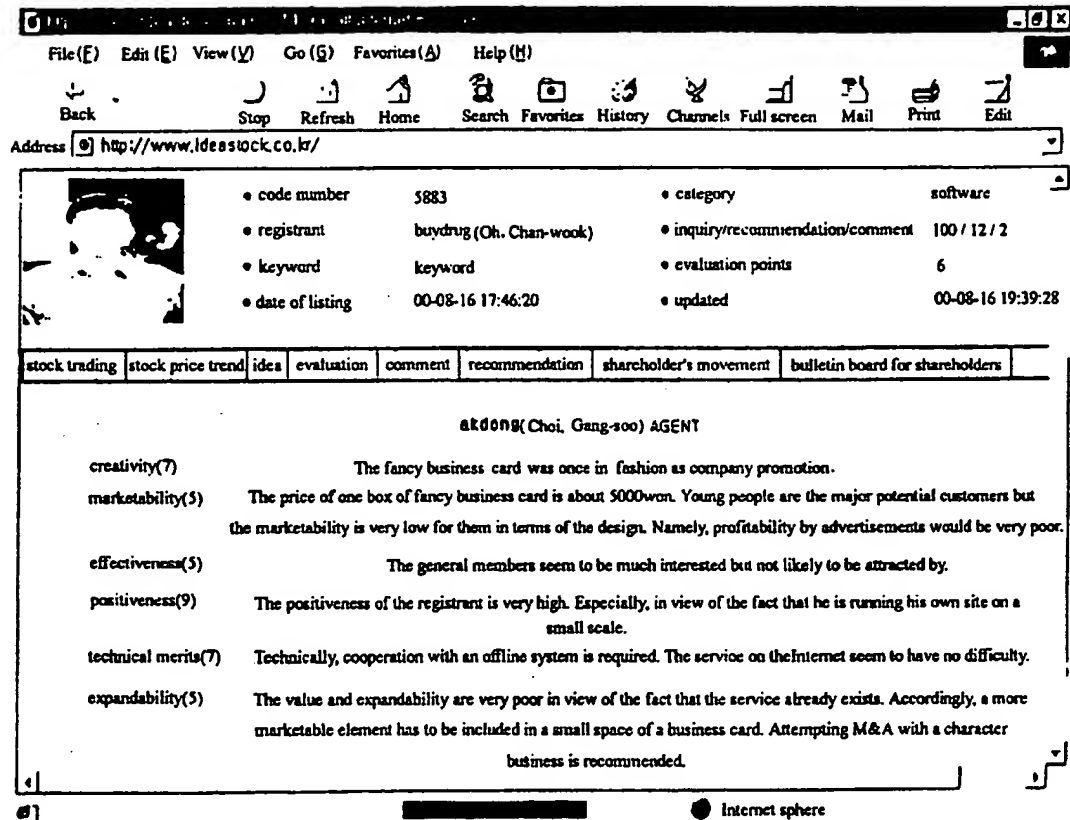 File(F) Edit (E) View(V) Go(G) Favorites(A) Help(H)
Back Stop Refresh Home Search Favorites History Channels Full screen Mail Print Edit
Address http://www.ideastock.co.kr/
• code number 5883 • category software
• registrant buydrug (Oh. Chan-wook) • inquiry/recommendation/comment 100 / 12 / 2
• keyword keyword • evaluation points 6
• date of listing 00-08-16 17:46:20 • updated 00-08-16 19:39:28
stock trading stock price trend idea evaluation comment recommendation shareholder's movement bulletin board for shareholders
akdong(Choi, Gang-soo) AGENT
creativity(7) The fancy business card was once in fashion as company promotion.
marketability(5) The price of one box of fancy business card is about 5000won. Young people are the major potential customers but
the marketability is very low for them in terms of the design. Namely, profitability by advertisements would be very poor.
effectiveness(5) The general members seem to be much interested but not likely to be attracted by.
positiveness(9) The positiveness of the registrant is very high. Especially, in view of the fact that he is running his own site on a
small scale.
technical merits(7) Technically, cooperation with an offline system is required. The service on theInternet seem to have no difficulty.
expandability(5) The value and expandability are very poor in view of the fact that the service already exists. Accordingly, a more
marketable element has to be included in a small space of a business card. Attempting M&A with a character
business is recommended.
Internet sphere